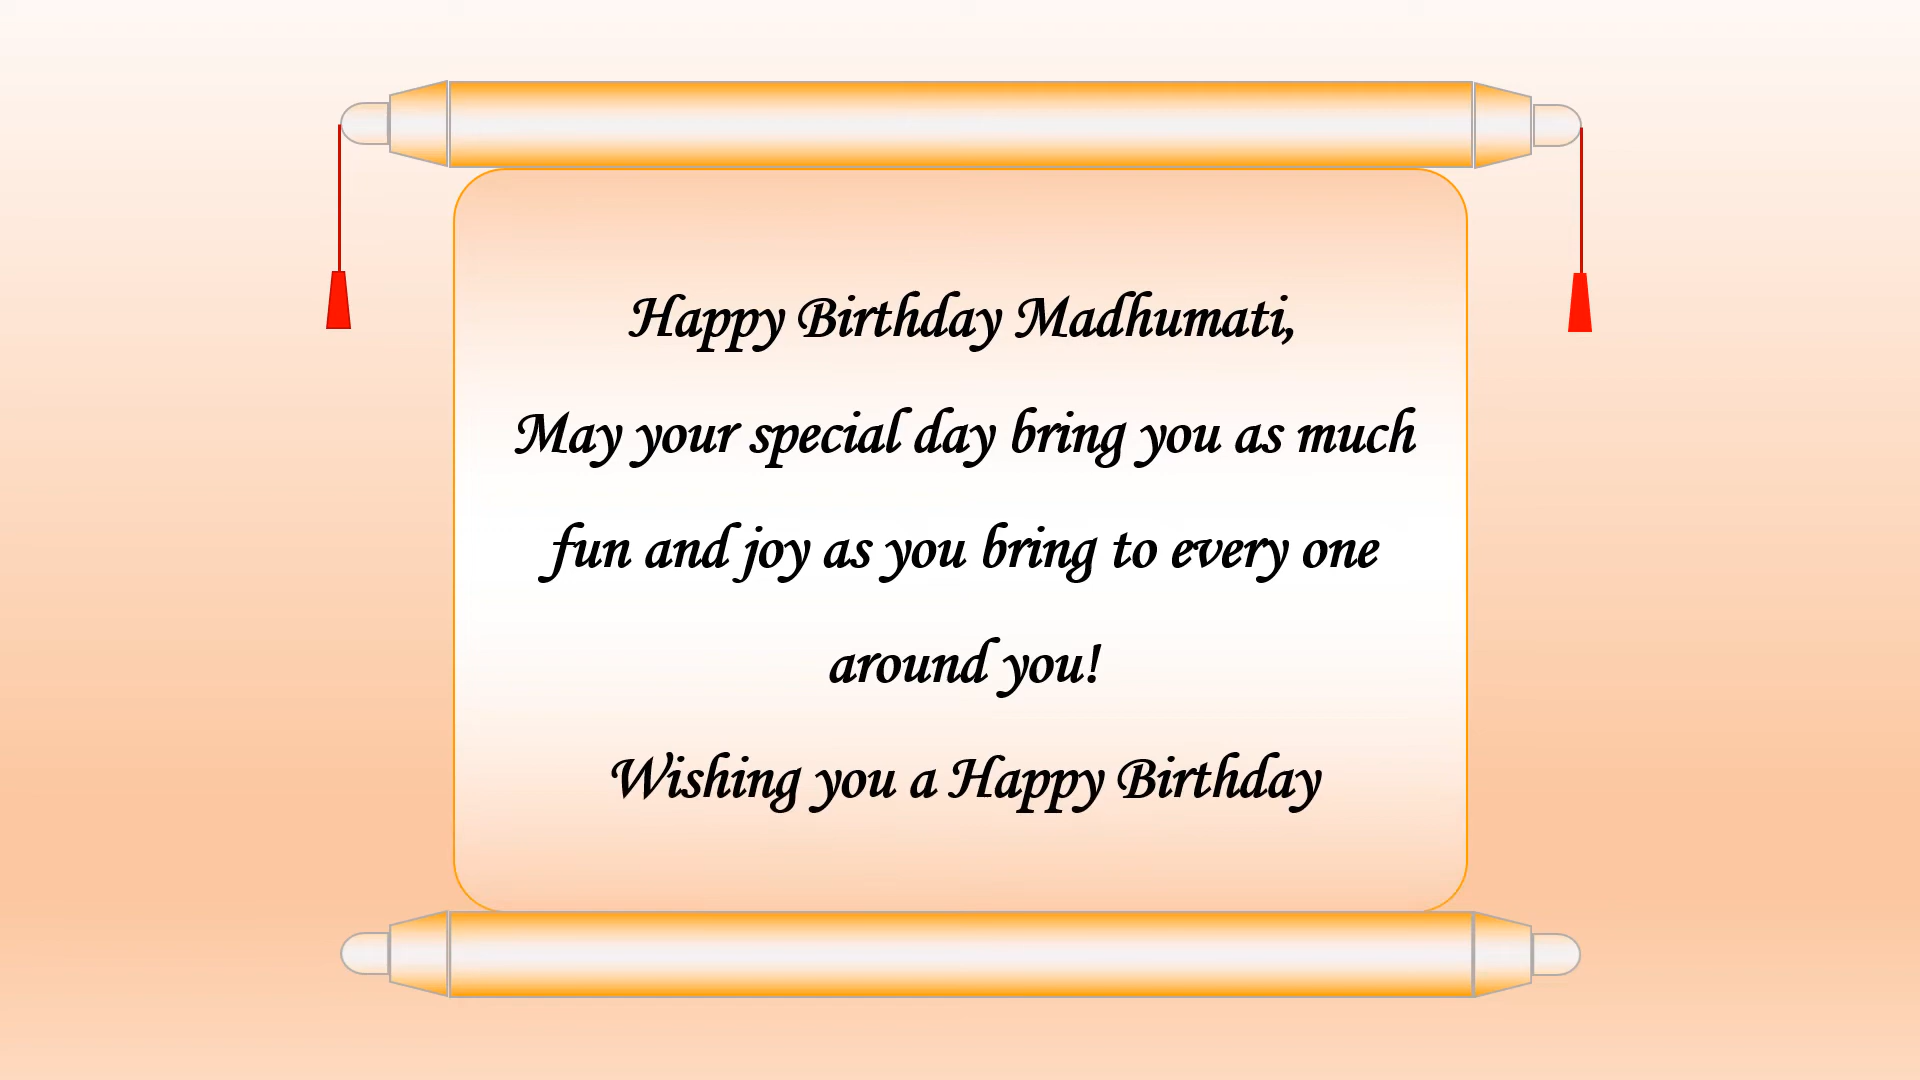 Happy Birthday Madhumati,
May your special day bring you as much
fun and joy as you bring to every one
around you!
Wishing you a Happy Birthday